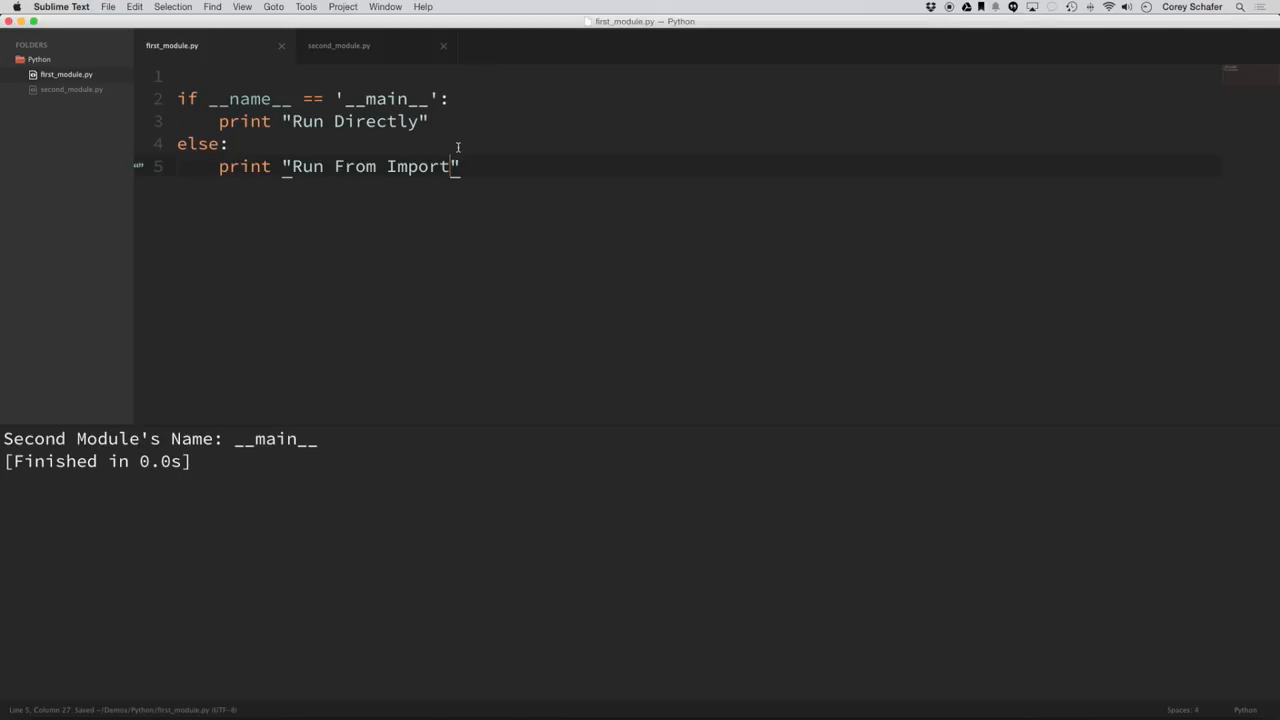 Sublime Text File Edit Selection Find View Goto Tools Project Window Help Corey Schafer
first_module.py — Python
FOLDERS
Python
first_module.py
second_module.py
first_module.py second_module.py
1
2 if __name__ == '__main__':
3 print "Run Directly"
4 else:
5 print "Run From Import"
Second Module's Name: __main__
[Finished in 0.0s]
Line 5, Column 27 Saved ~/Demos/Python/first_module.py (UTF-8) Spaces: 4 Python